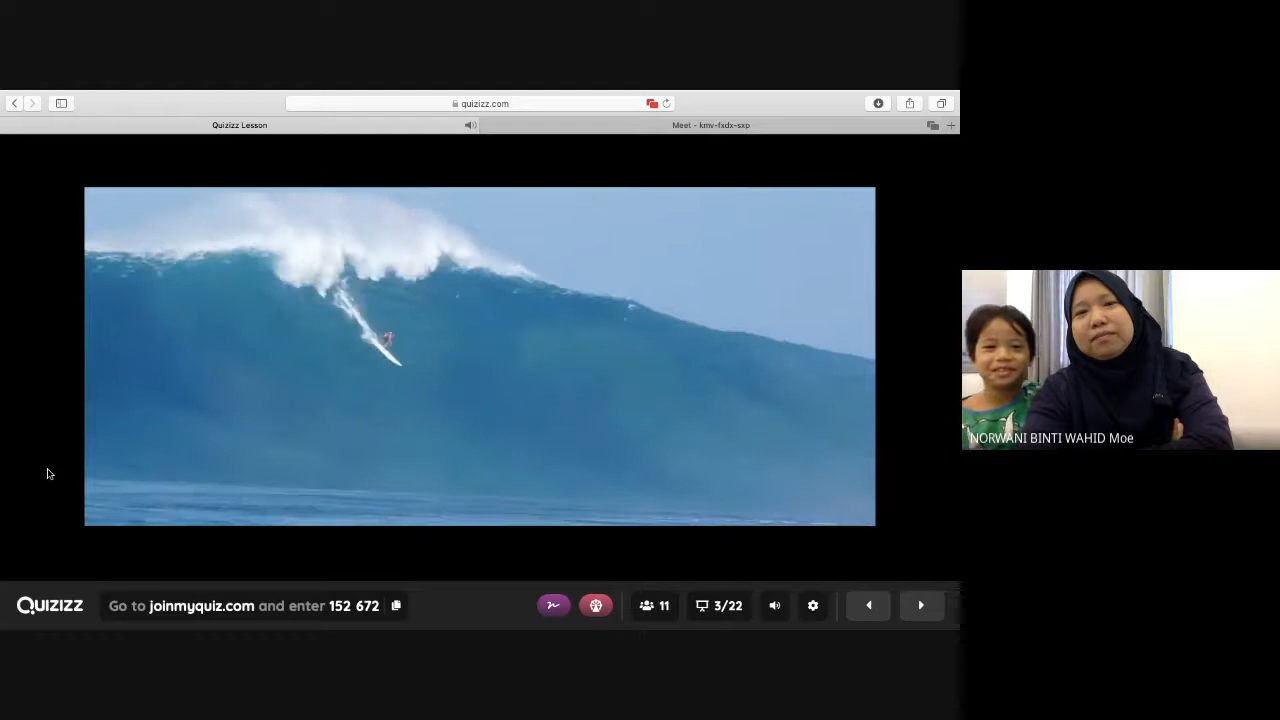 quizizz.com
Quizizz Lesson
Meet - kmv-fxdx-sxp
NORWANI BINTI WAHID Moe
QUIZIZZ
Go to joinmyquiz.com and enter 152 672
11
3/22